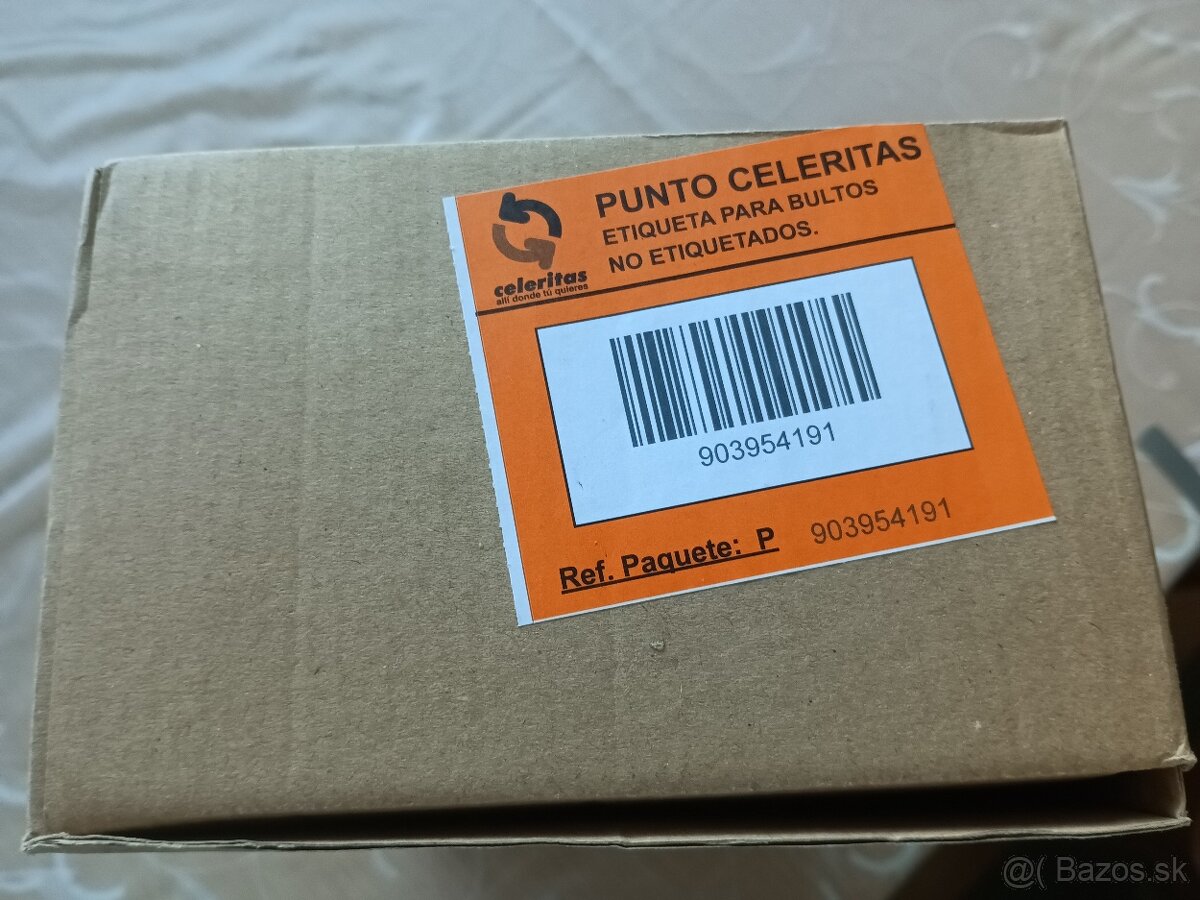 PUNTO CELERITAS
ETIQUETA PARA BULTOS
NO ETIQUETADOS.
celeritas
allí donde tú quieres
903954191
Ref. Paquete: P 903954191
@( Bazos.sk